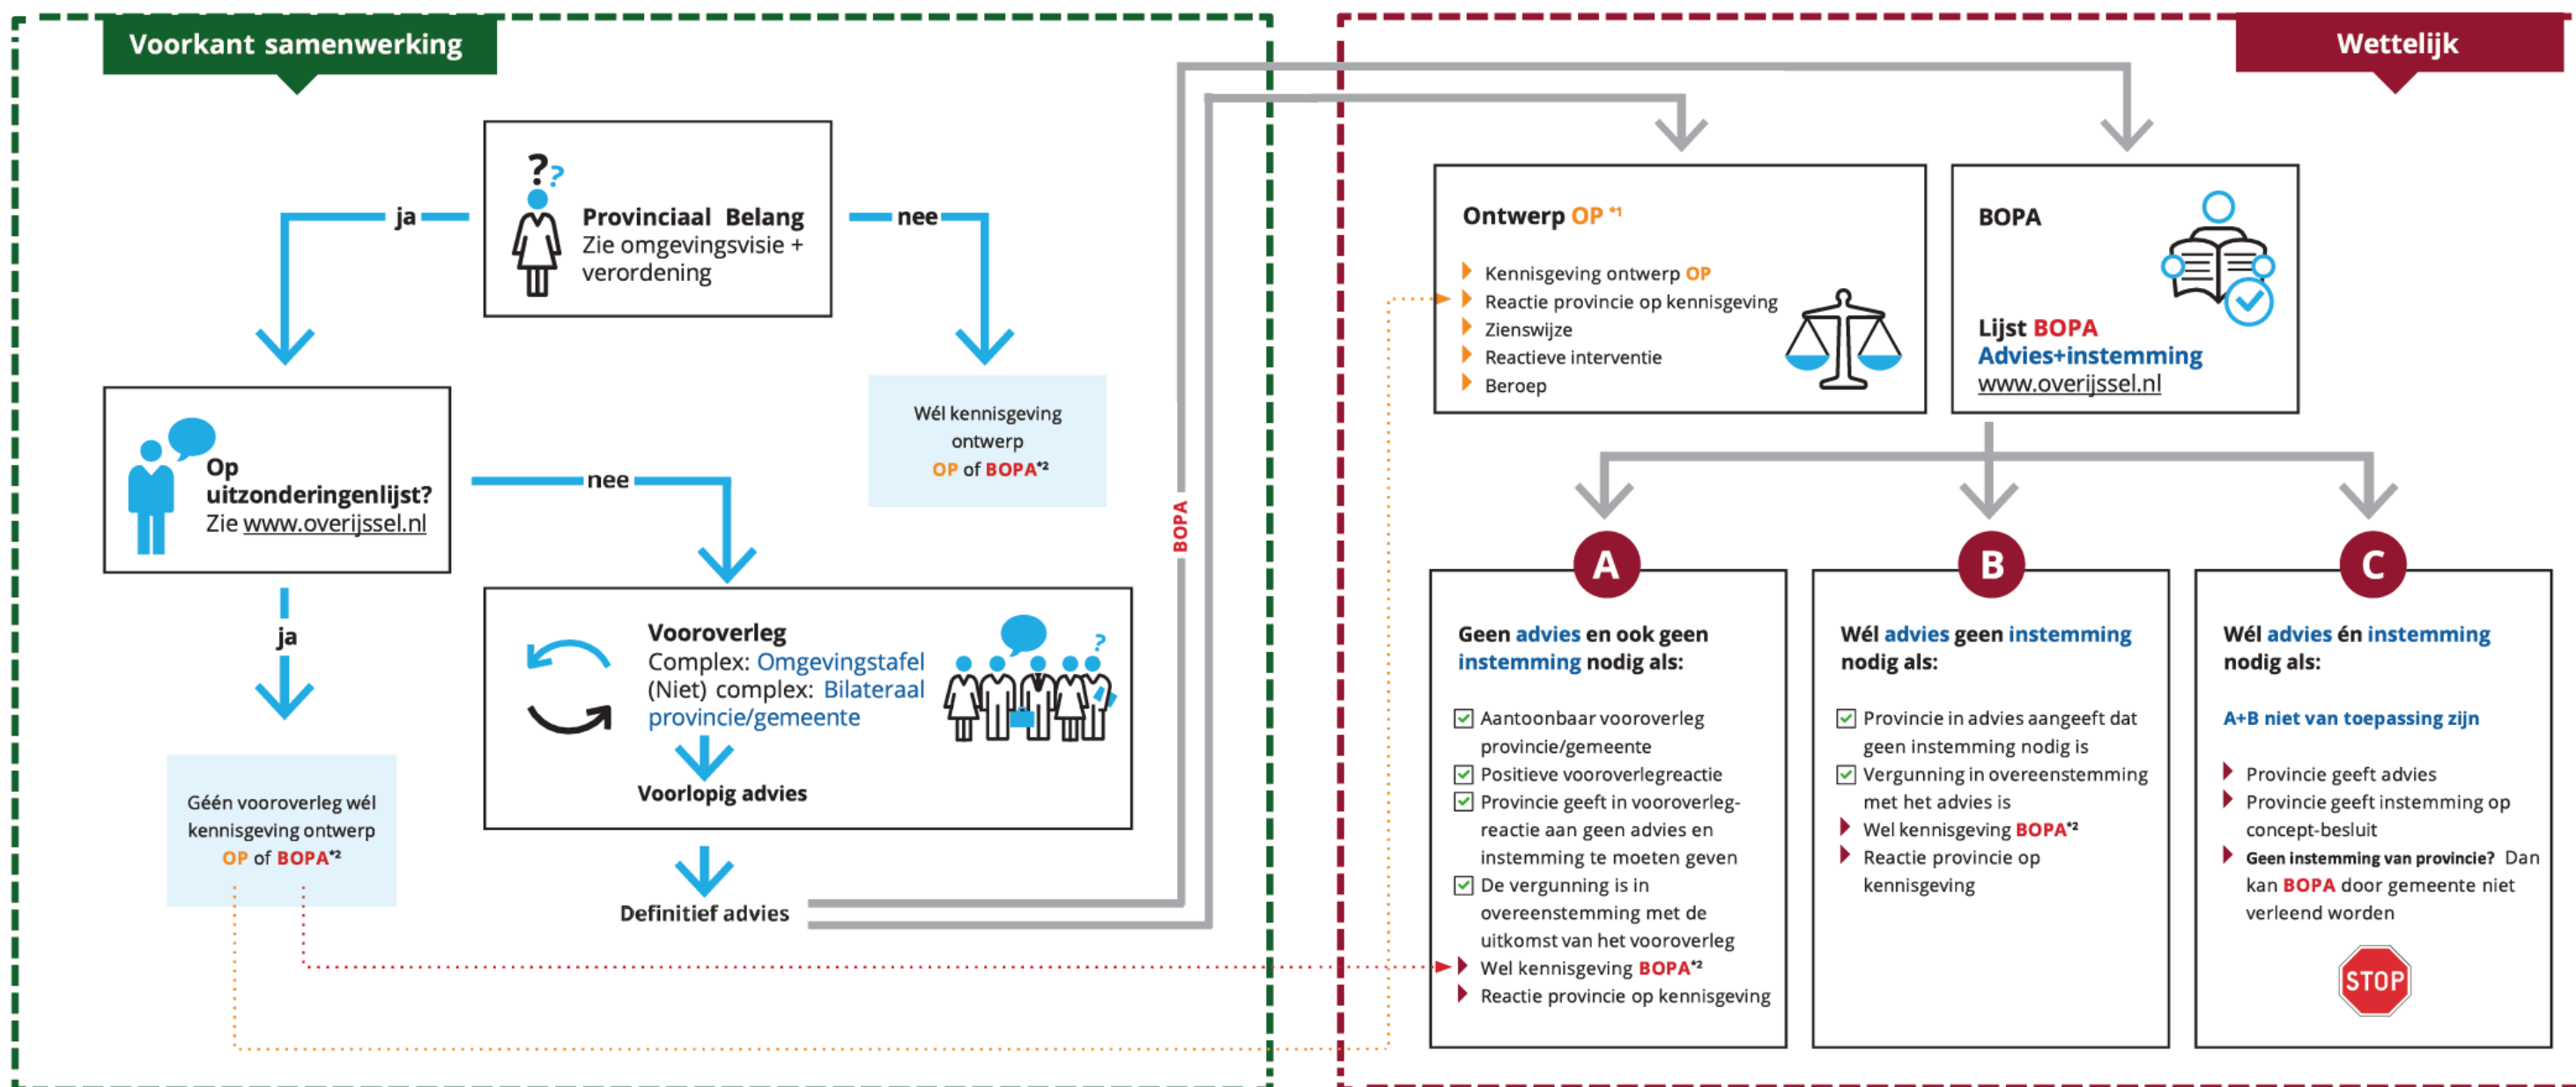 Voorkant samenwerking
??
Provinciaal Belang
Zie omgevingsvisie +
verordening
ja
nee
Op
uitzonderingenlijst?
Zie www.overijssel.nl
nee
Wél kennisgeving
ontwerp
OP of BOPA*2
ja
Géén vooroverleg wél
kennisgeving ontwerp
OP of BOPA*2
Vooroverleg
Complex: Omgevingstafel
(Niet) complex: Bilateraal
provincie/gemeente
?
Voorlopig advies
Definitief advies
BOPA
Wettelijk
Ontwerp OP *1
Kennisgeving ontwerp OP
Reactie provincie op kennisgeving
Zienswijze
Reactieve interventie
Beroep
BOPA
Lijst BOPA
Advies+instemming
www.overijssel.nl
A
Geen advies en ook geen
instemming nodig als:
Aantoonbaar vooroverleg
provincie/gemeente
Positieve vooroverlegreactie
Provincie geeft in vooroverleg-
reactie aan geen advies en
instemming te moeten geven
De vergunning is in
overeenstemming met de
uitkomst van het vooroverleg
Wel kennisgeving BOPA*2
Reactie provincie op kennisgeving
B
Wél advies geen instemming
nodig als:
Provincie in advies aangeeft dat
geen instemming nodig is
Vergunning in overeenstemming
met het advies is
Wel kennisgeving BOPA*2
Reactie provincie op
kennisgeving
C
Wél advies én instemming
nodig als:
A+B niet van toepassing zijn
Provincie geeft advies
Provincie geeft instemming op
concept-besluit
Geen instemming van provincie? Dan
kan BOPA door gemeente niet
verleend worden
STOP